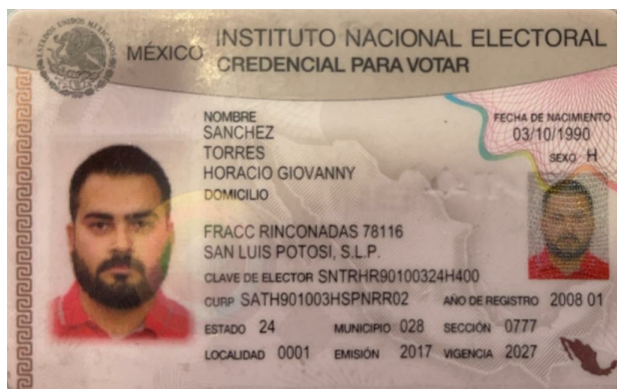 ESTADOS UNIDOS MEXICANOS
MÉXICO
INSTITUTO NACIONAL ELECTORAL
CREDENCIAL PARA VOTAR
NOMBRE
SANCHEZ
TORRES
HORACIO GIOVANNY
FECHA DE NACIMIENTO
03/10/1990
SEXO H
DOMICILIO
FRACC RINCONADAS 78116
SAN LUIS POTOSI, S.L.P.
CLAVE DE ELECTOR SNTRHR90100324H400
CURP SATH901003HSPNRR02 AÑO DE REGISTRO 2008 01
ESTADO 24 MUNICIPIO 028 SECCIÓN 0777
LOCALIDAD 0001 EMISIÓN 2017 VIGENCIA 2027